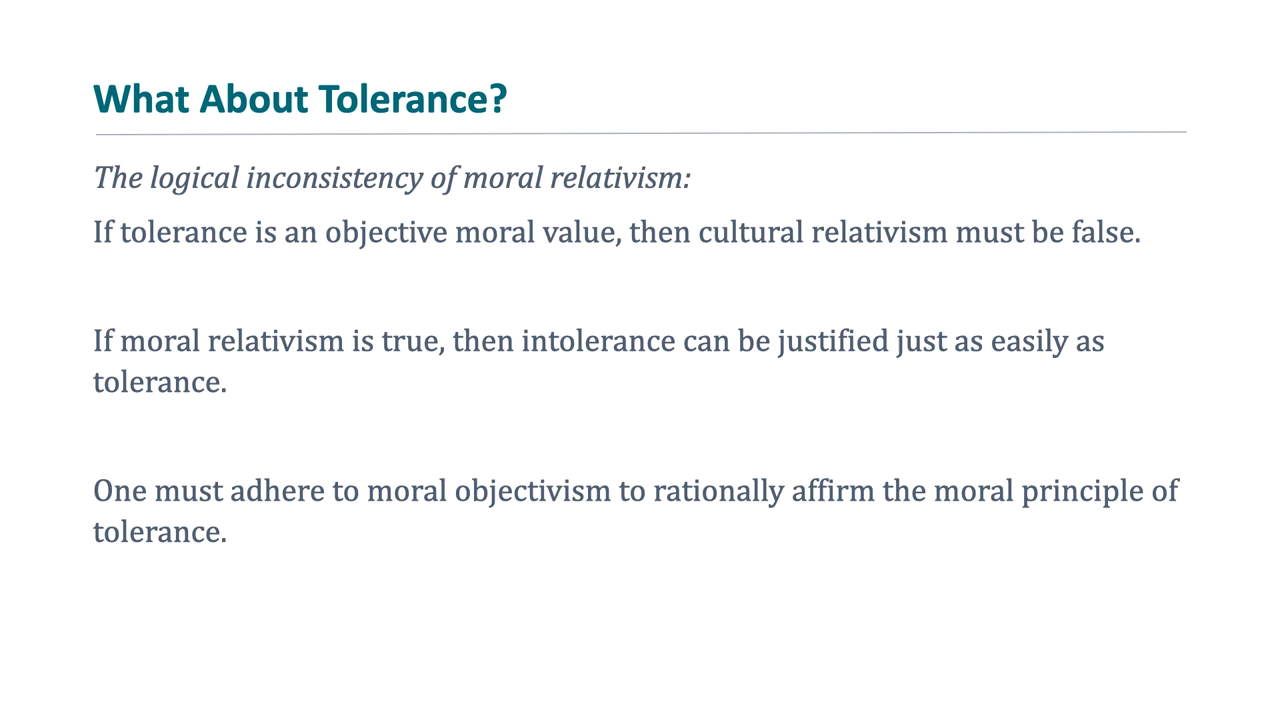 What About Tolerance?
The logical inconsistency of moral relativism:
If tolerance is an objective moral value, then cultural relativism must be false.
If moral relativism is true, then intolerance can be justified just as easily as
tolerance.
One must adhere to moral objectivism to rationally affirm the moral principle of
tolerance.